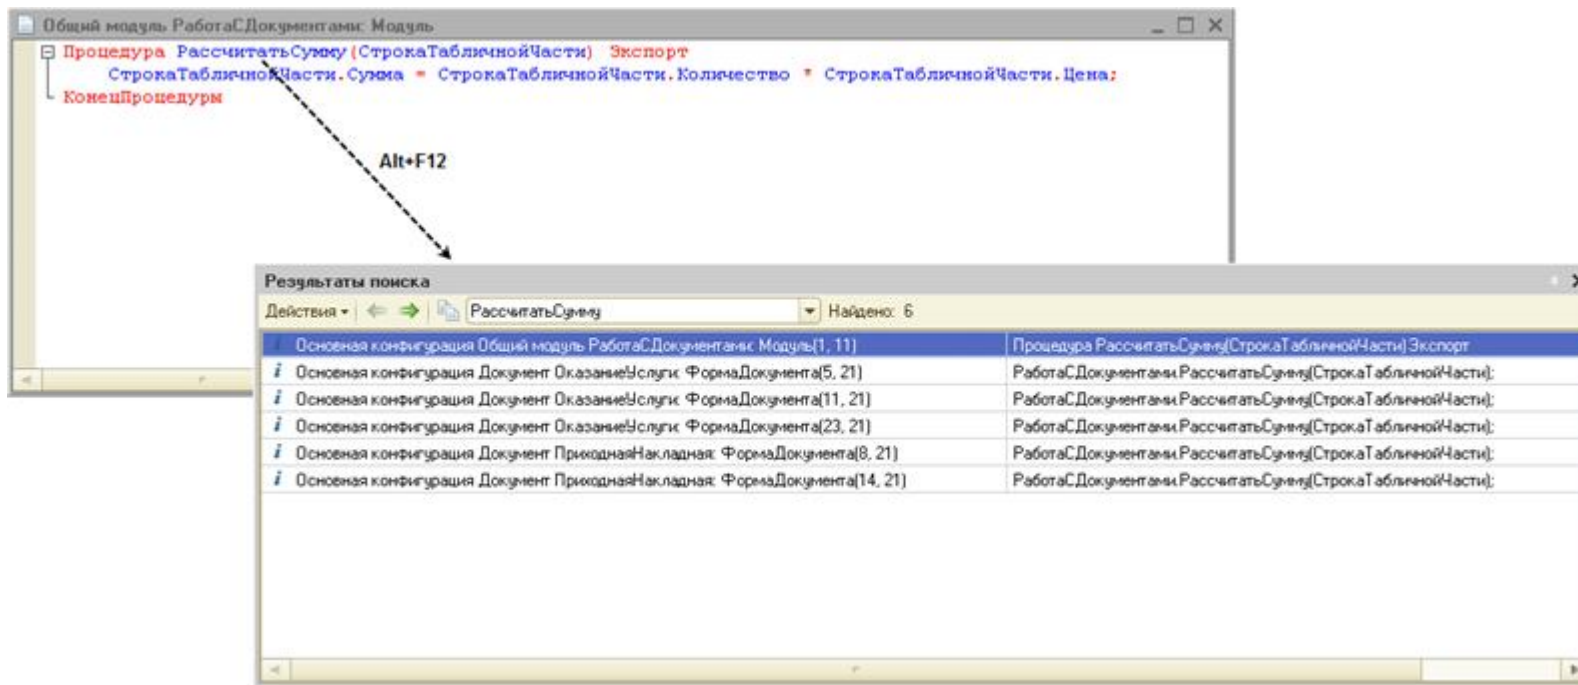 Общий модуль РаботаСДокументами: Модуль
Процедура РассчитатьСумму(СтрокаТабличнойЧасти) Экспорт
СтрокаТабличнойЧасти.Сумма = СтрокаТабличнойЧасти.Количество * СтрокаТабличнойЧасти.Цена;
КонецПроцедуры
Alt+F12
Результаты поиска
Действия РассчитатьСумму Найдено: 6
Основная конфигурация Общий модуль РаботаСДокументами: Модуль(1, 11) Процедура РассчитатьСумму(СтрокаТабличнойЧасти) Экспорт
Основная конфигурация Документ ОказаниеУслуги: ФормаДокумента(5, 21) РаботаСДокументами.РассчитатьСумму(СтрокаТабличнойЧасти);
Основная конфигурация Документ ОказаниеУслуги: ФормаДокумента(11, 21) РаботаСДокументами.РассчитатьСумму(СтрокаТабличнойЧасти);
Основная конфигурация Документ ОказаниеУслуги: ФормаДокумента(23, 21) РаботаСДокументами.РассчитатьСумму(СтрокаТабличнойЧасти);
Основная конфигурация Документ ПриходнаяНакладная: ФормаДокумента(8, 21) РаботаСДокументами.РассчитатьСумму(СтрокаТабличнойЧасти);
Основная конфигурация Документ ПриходнаяНакладная: ФормаДокумента(14, 21) РаботаСДокументами.РассчитатьСумму(СтрокаТабличнойЧасти);